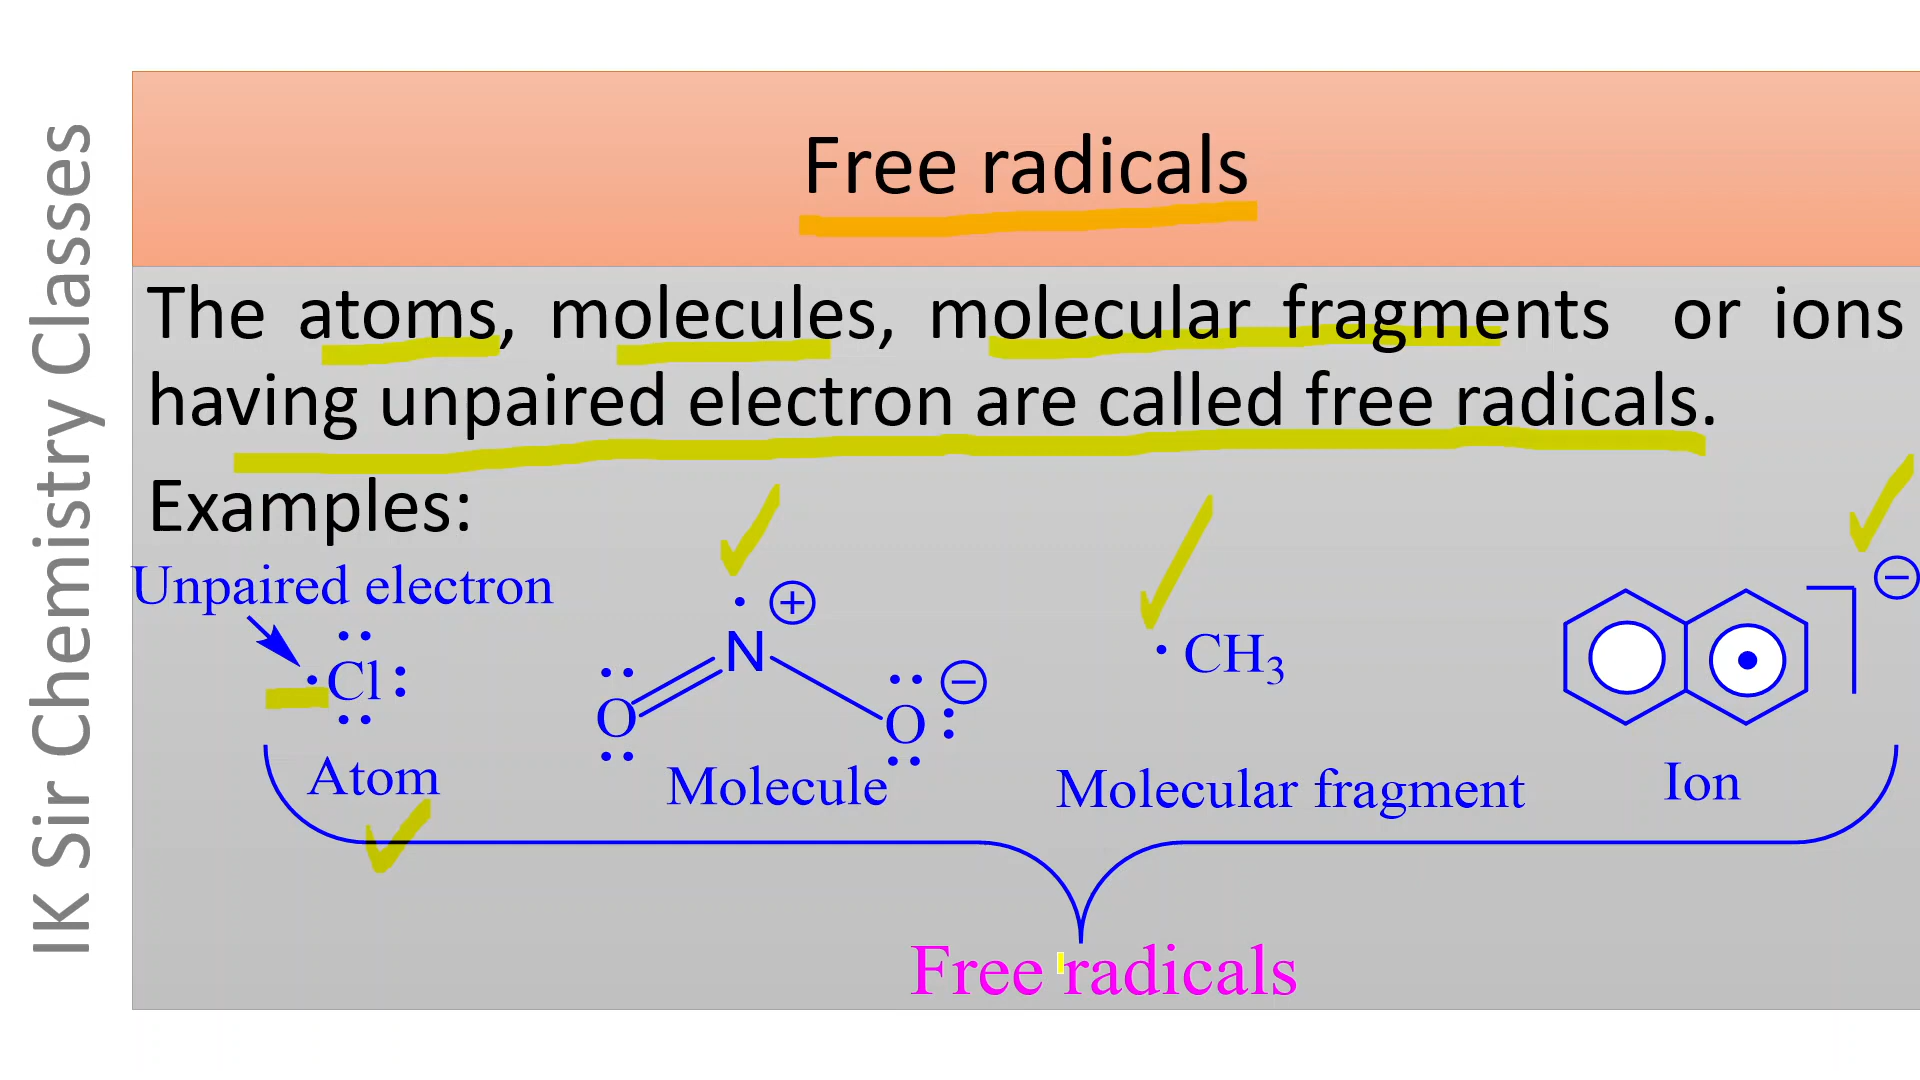 IK Sir Chemistry Classes
Free radicals
The atoms, molecules, molecular fragments or ions
having unpaired electron are called free radicals.
Examples:
Unpaired electron
Cl
N
O
O
CH3
Atom
Molecule
Molecular fragment
Ion
Free radicals